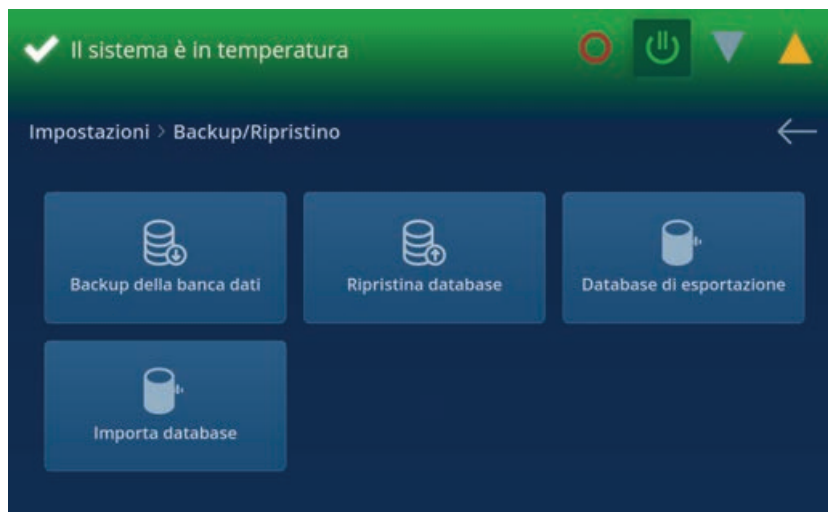 Il sistema è in temperatura
Impostazioni > Backup/Ripristino
Backup della banca dati
Ripristina database
Database di esportazione
Importa database